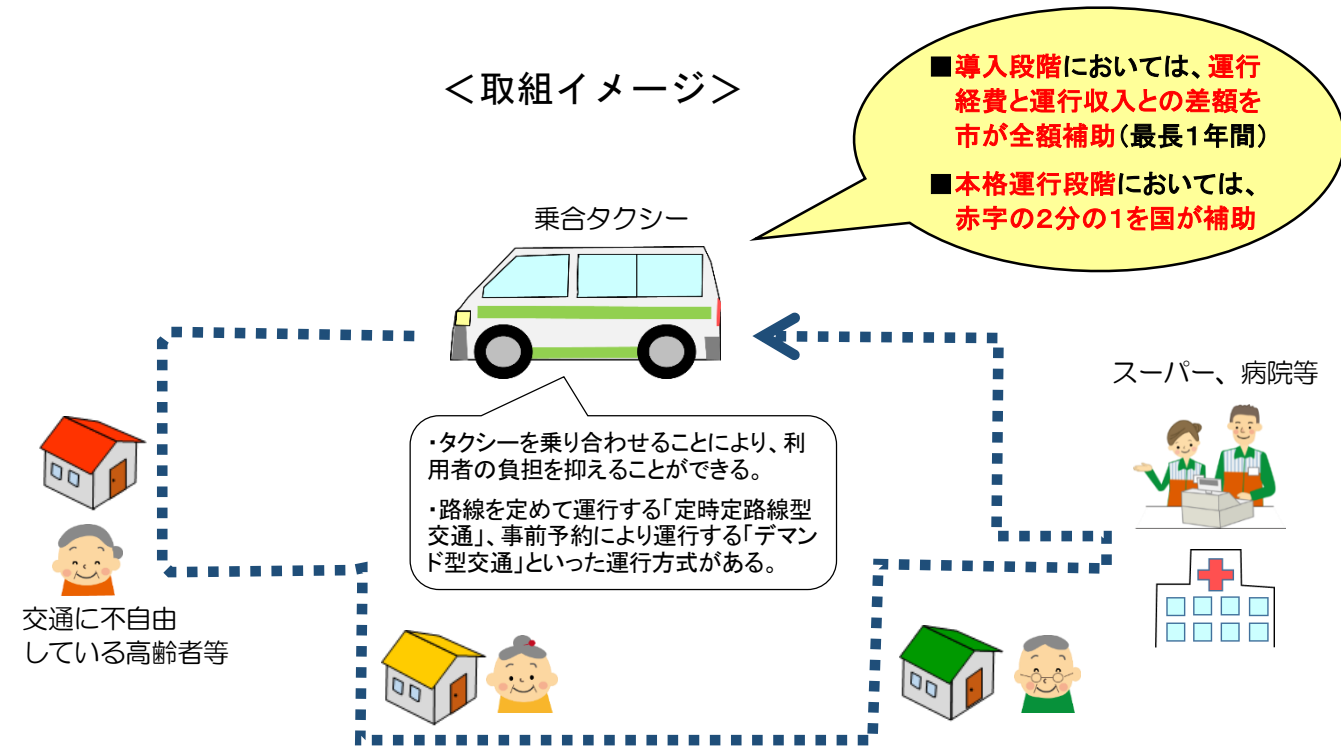 ＜取組イメージ＞
■導入段階においては、運行
経費と運行収入との差額を
市が全額補助（最長１年間）
■本格運行段階においては、
赤字の２分の１を国が補助
乗合タクシー
スーパー、病院等
・タクシーを乗り合わせることにより、利
用者の負担を抑えることができる。
・路線を定めて運行する「定時定路線型
交通」、事前予約により運行する「デマン
ド型交通」といった運行方式がある。
交通に不自由
している高齢者等